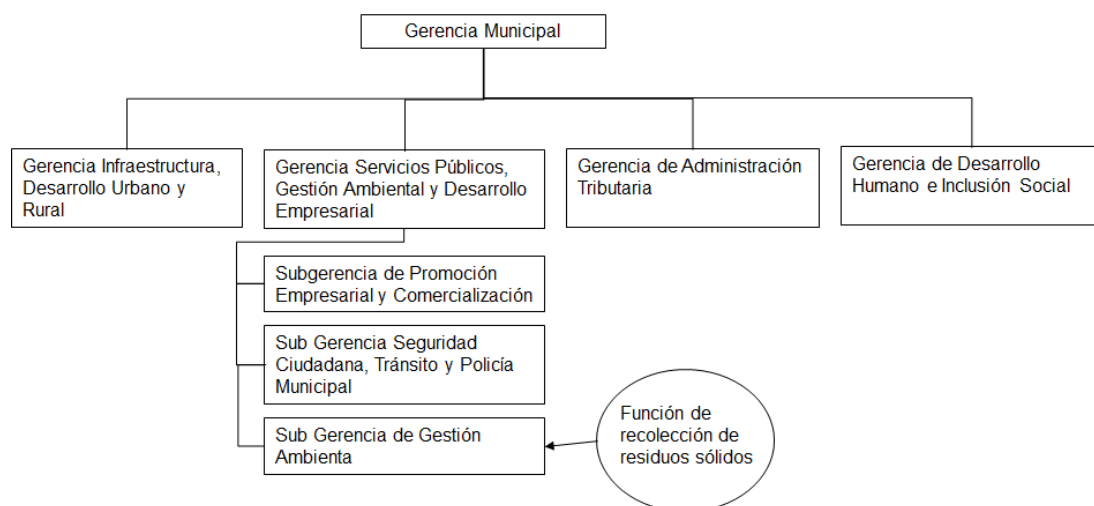 Gerencia Municipal
Gerencia Infraestructura,
Desarrollo Urbano y
Rural
Gerencia Servicios Públicos,
Gestión Ambiental y Desarrollo
Empresarial
Gerencia de Administración
Tributaria
Gerencia de Desarrollo
Humano e Inclusión Social
Subgerencia de Promoción
Empresarial y Comercialización
Sub Gerencia Seguridad
Ciudadana, Tránsito y Policía
Municipal
Sub Gerencia de Gestión
Ambienta
Función de
recolección de
residuos sólidos